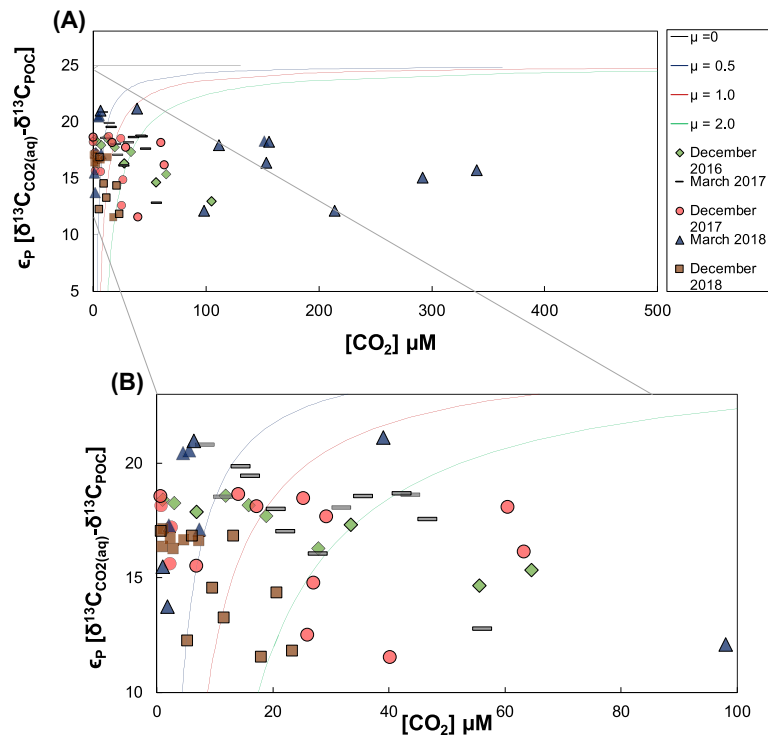 (A)
ϵP [δ¹³CCO2(aq)-δ¹³CPOC]
25
20
15
10
5
0
100
200
300
400
500
[CO₂] µM
µ =0
µ = 0.5
µ = 1.0
µ = 2.0
December
2016
March 2017
December
2017
March 2018
December
2018
(B)
ϵP [δ¹³CCO2(aq)-δ¹³CPOC]
20
15
10
0
20
40
60
80
100
[CO₂] µM